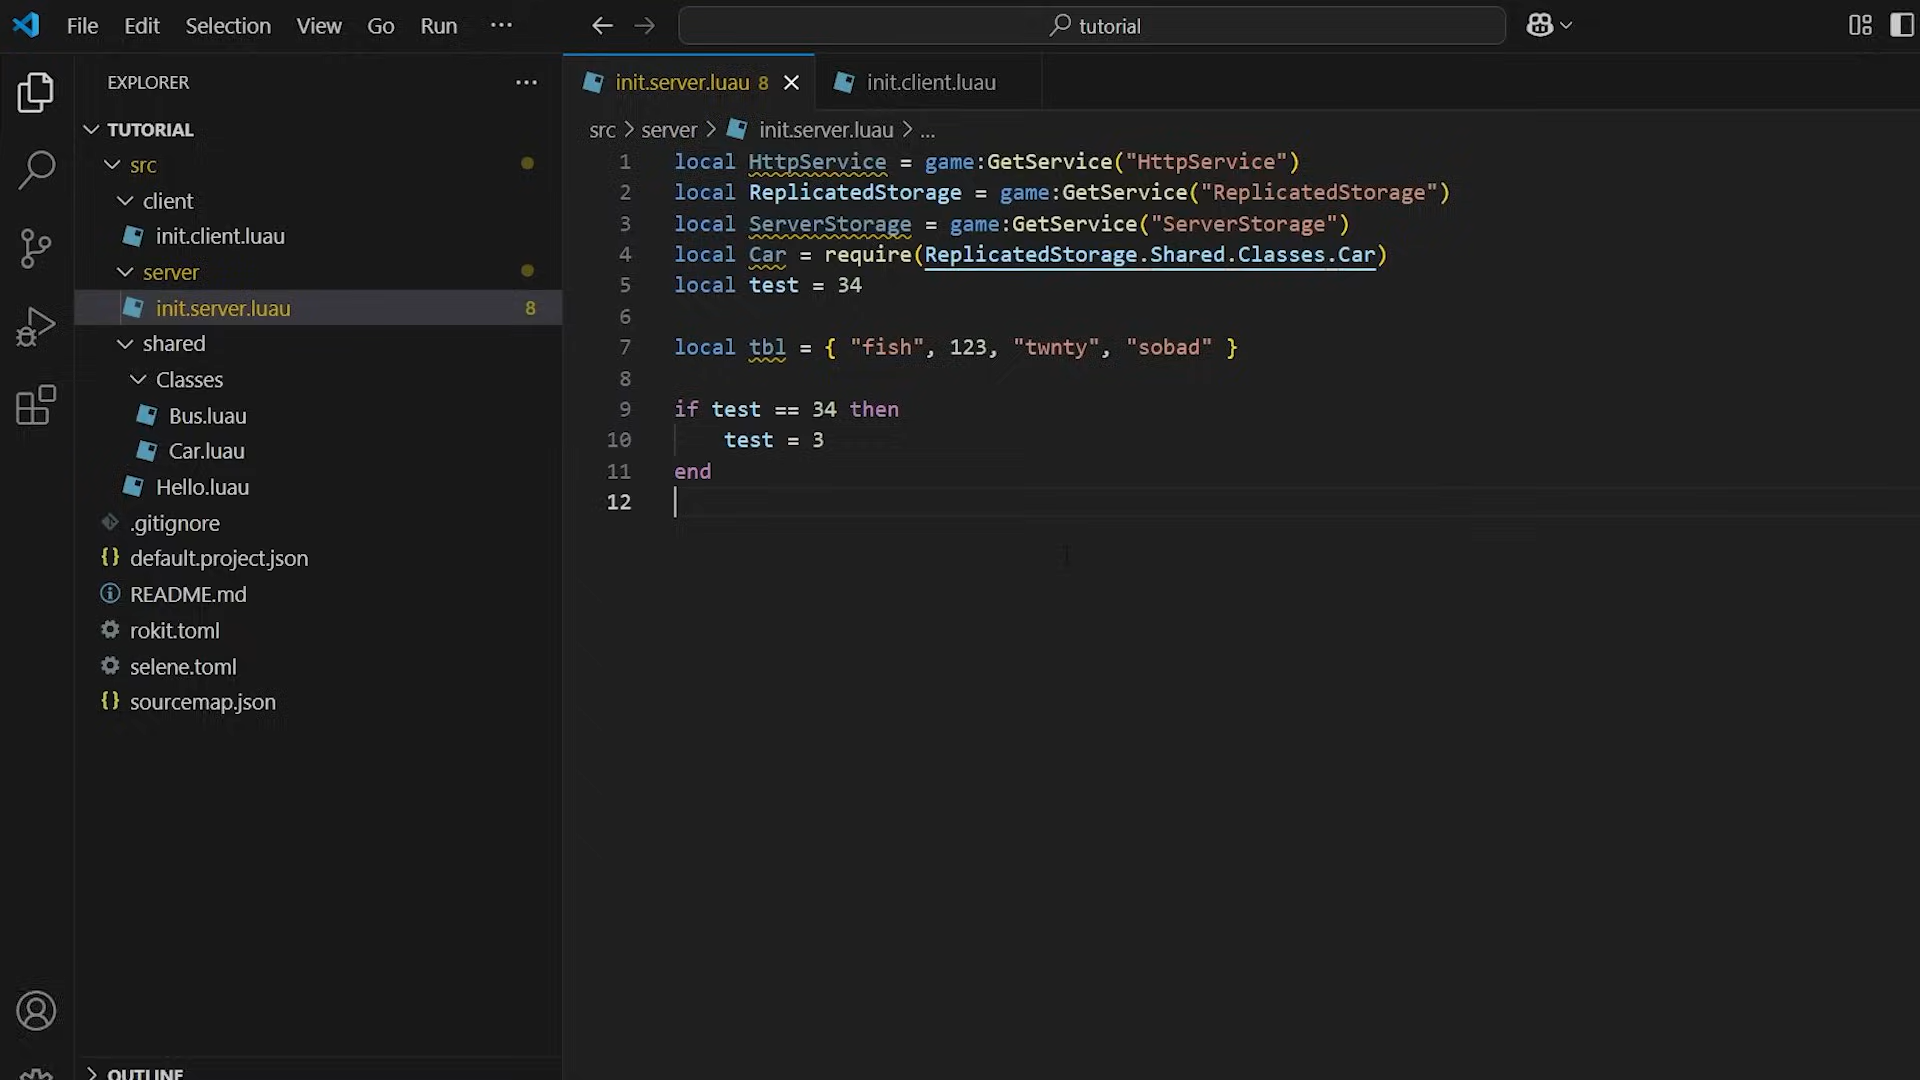 File Edit Selection View Go Run ···
tutorial
EXPLORER ···
TUTORIAL
src
client
init.client.luau
server
init.server.luau 8
shared
Classes
Bus.luau
Car.luau
Hello.luau
.gitignore
{} default.project.json
README.md
rokit.toml
selene.toml
{} sourcemap.json
OUTLINE
init.server.luau 8
init.client.luau
src > server > init.server.luau > ...
1 local HttpService = game:GetService("HttpService")
2 local ReplicatedStorage = game:GetService("ReplicatedStorage")
3 local ServerStorage = game:GetService("ServerStorage")
4 local Car = require(ReplicatedStorage.Shared.Classes.Car)
5 local test = 34
6
7 local tbl = { "fish", 123, "twnty", "sobad" }
8
9 if test == 34 then
10 test = 3
11 end
12